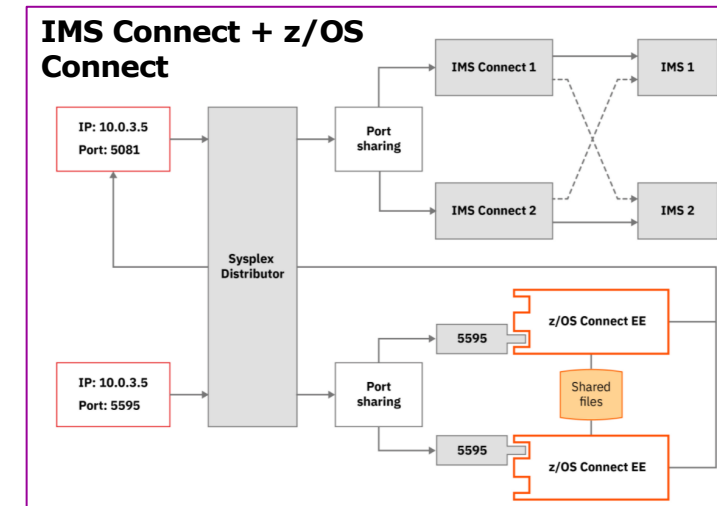 IMS Connect + z/OS
Connect
IP: 10.0.3.5
Port: 5081
Sysplex
Distributor
Port
sharing
IMS Connect 1
IMS 1
IMS Connect 2
IMS 2
IP: 10.0.3.5
Port: 5595
Port
sharing
5595
z/OS Connect EE
Shared
files
5595
z/OS Connect EE